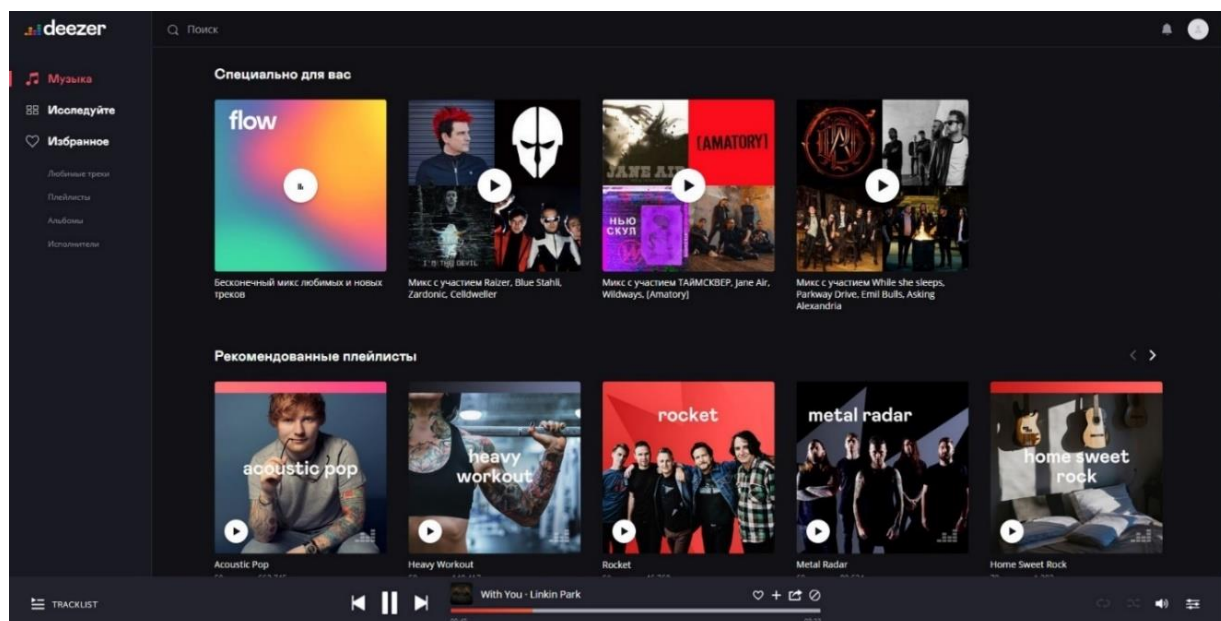 deezer
Поиск
Музыка
Исследуйте
Избранное
Любимые треки
Плейлисты
Альбомы
Исполнители
Специально для вас
flow
[AMATORY]
JANE AIR
НЬЮ
СКУЛ
I'M THE DEVIL
Бесконечный микс любимых и новых
треков
Микс с участием Raizer, Blue Stahli,
Zardonic, Celldweller
Микс с участием ТАйМСКВЕР, Jane Air,
Wildways, [Amatory]
Микс с участием While she sleeps,
Parkway Drive, Emil Bulls, Asking
Alexandria
Рекомендованные плейлисты
acoustic pop
heavy
workout
rocket
metal radar
home sweet
rock
Acoustic Pop
Heavy Workout
Rocket
Metal Radar
Home Sweet Rock
TRACKLIST
With You · Linkin Park